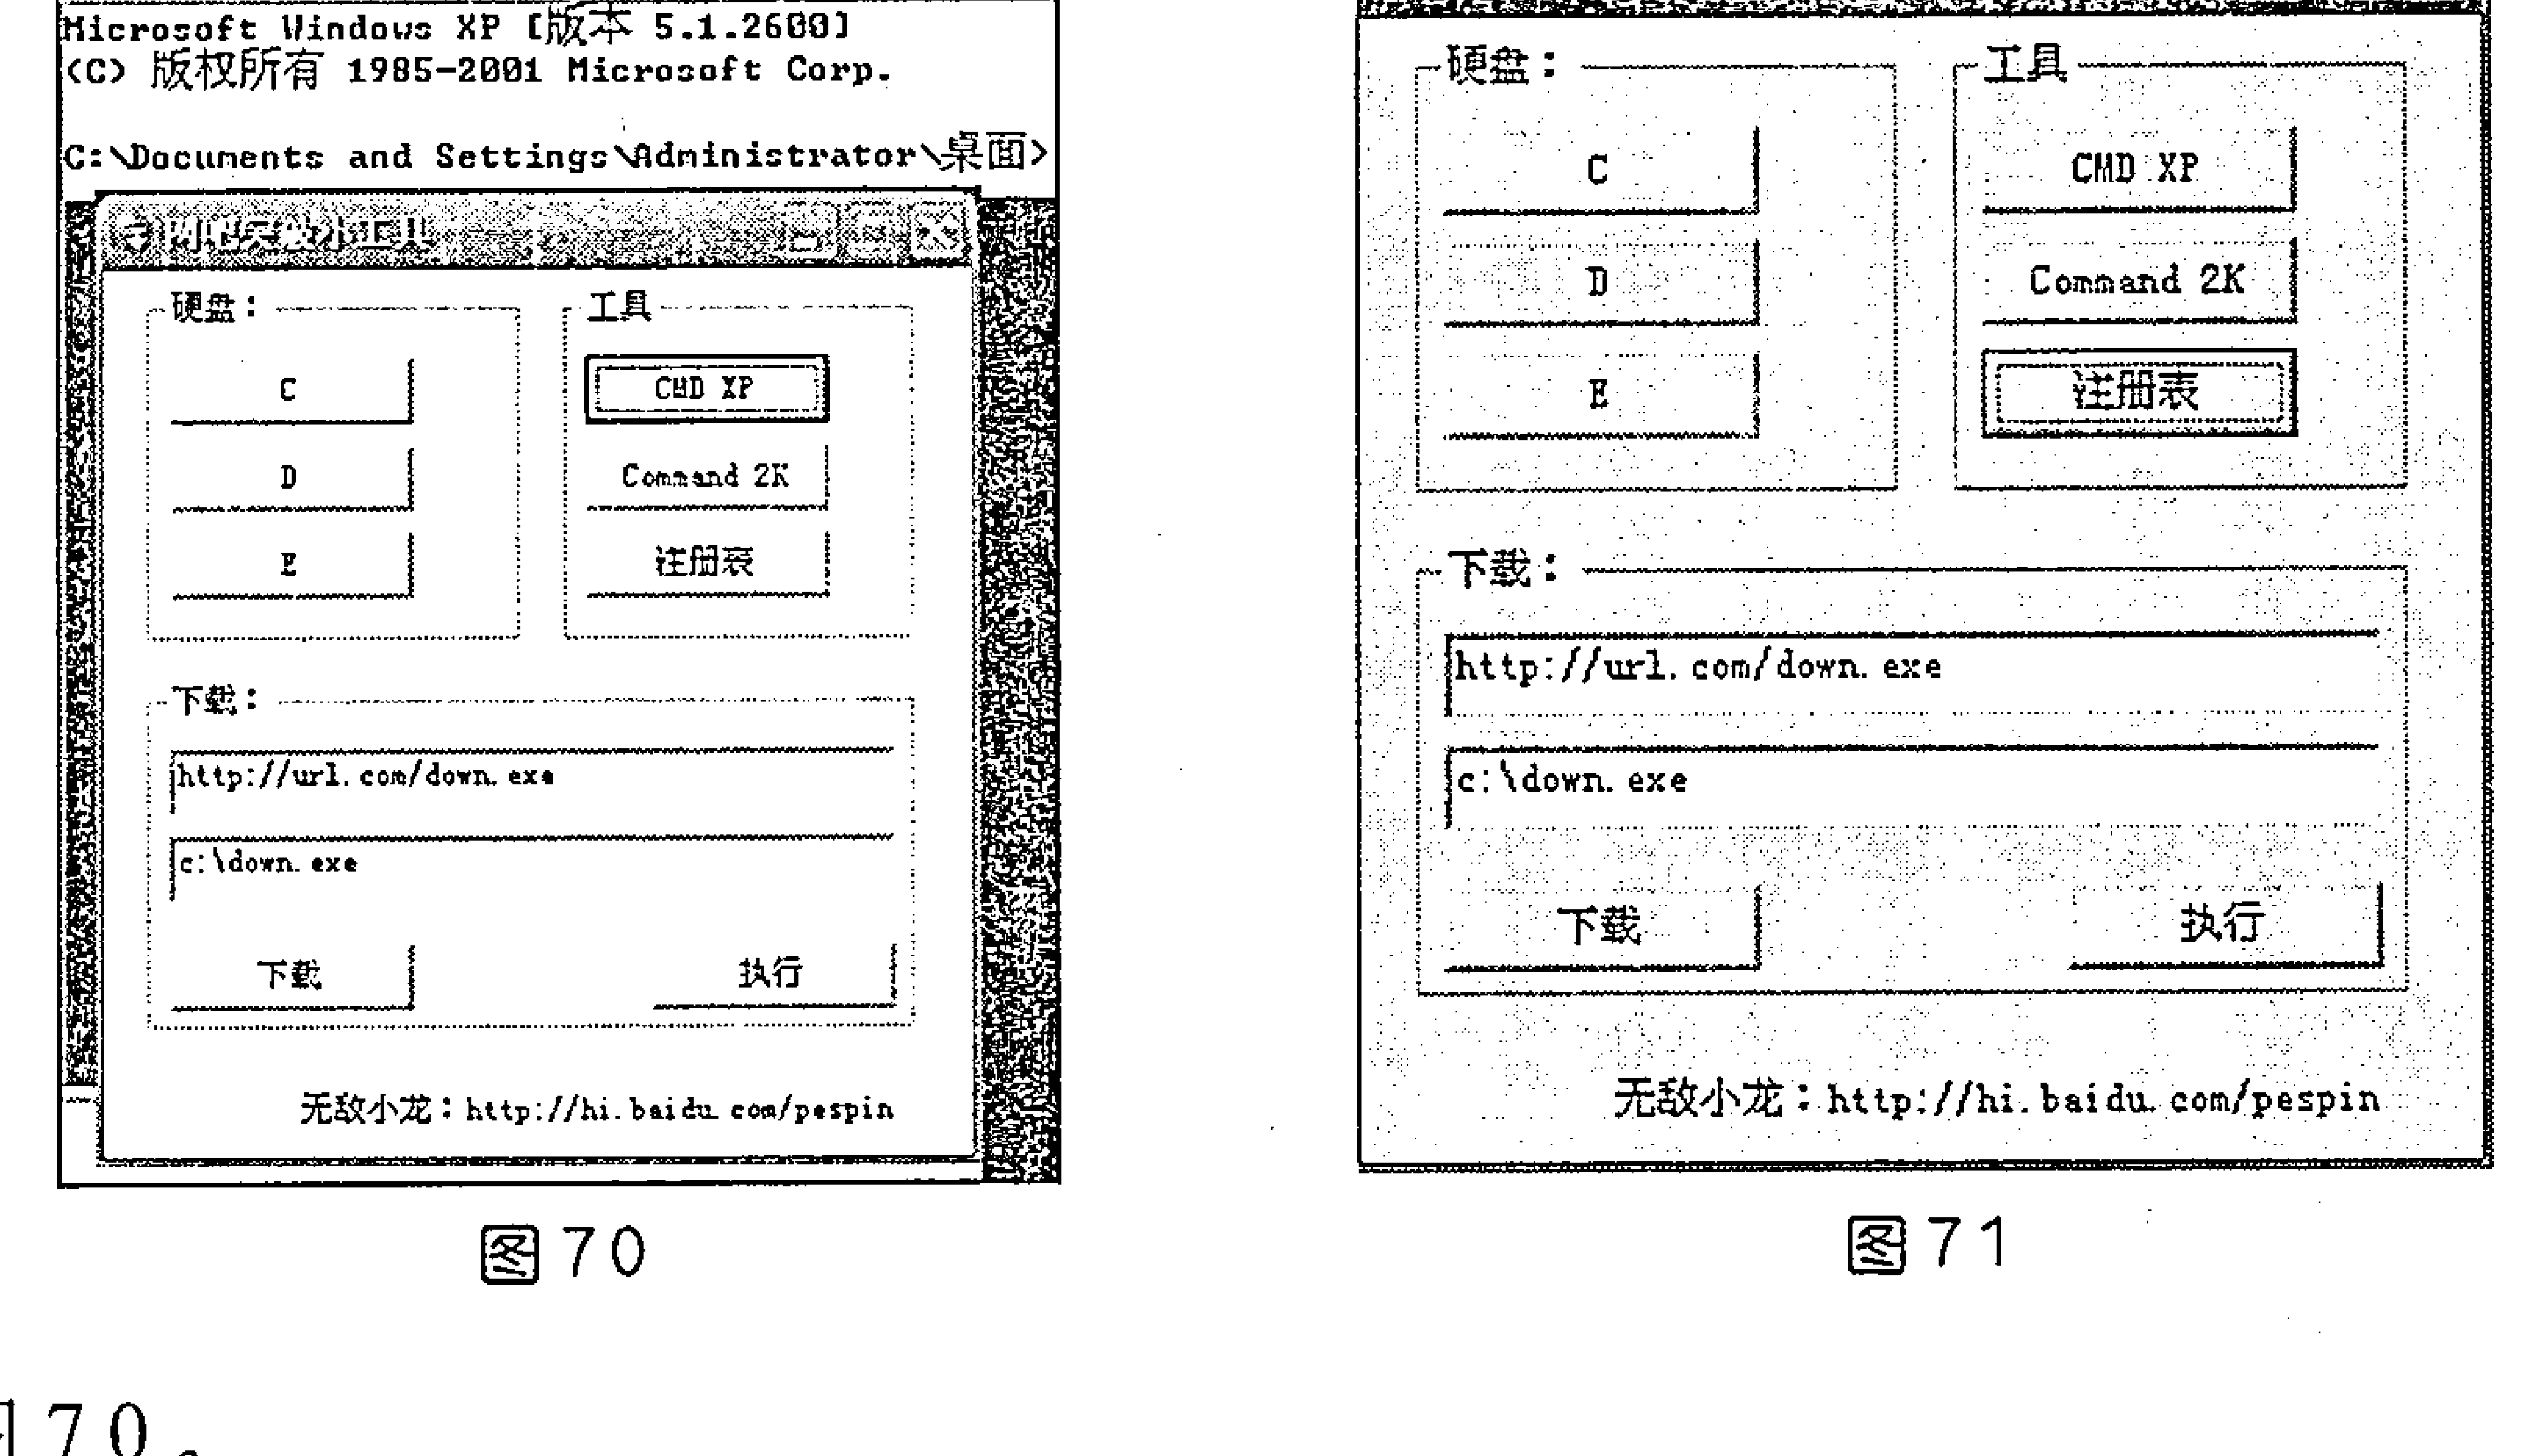 Microsoft Windows XP [版本 5.1.2600]
(C) 版权所有 1985-2001 Microsoft Corp.
C:\Documents and Settings\Administrator\桌面>
小工具
硬盘：
工具
C
CMD XP
D
Command 2K
E
注册表
下载：
http://url.com/down.exe
c:\down.exe
下载
执行
无敌小龙：http://hi.baidu.com/pespin
图70
硬盘：
工具
C
CMD XP
D
Command 2K
E
注册表
下载：
http://url.com/down.exe
c:\down.exe
下载
执行
无敌小龙：http://hi.baidu.com/pespin
图71
70。